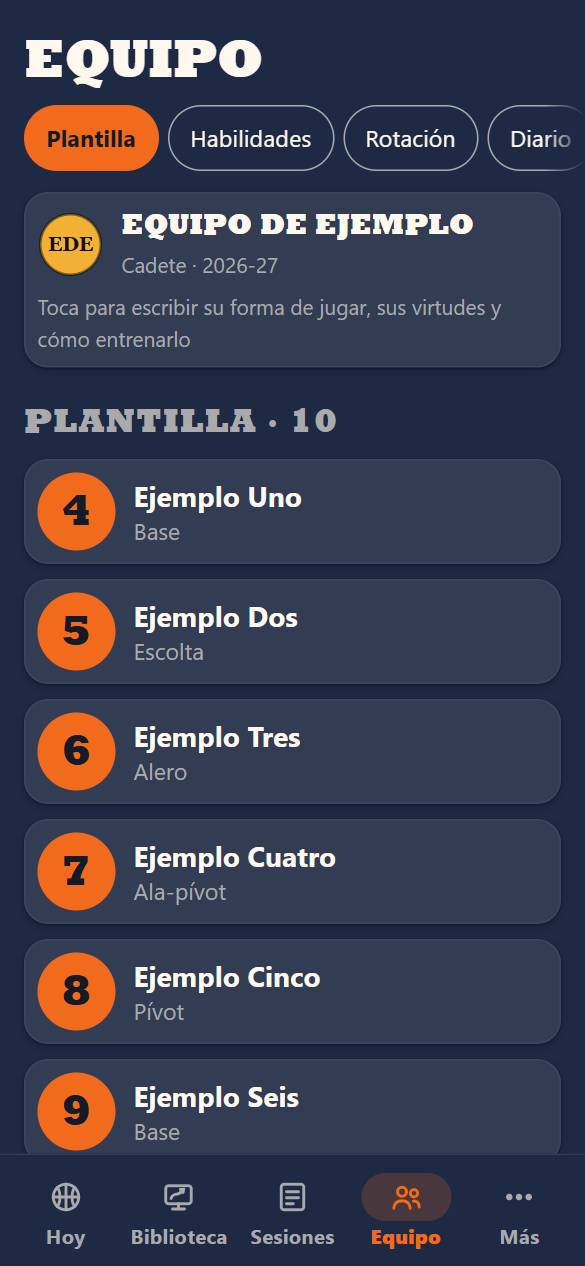 EQUIPO
Plantilla
Habilidades
Rotación
Diario
EDE
EQUIPO DE EJEMPLO
Cadete · 2026-27
Toca para escribir su forma de jugar, sus virtudes y
cómo entrenarlo
PLANTILLA · 10
4
Ejemplo Uno
Base
5
Ejemplo Dos
Escolta
6
Ejemplo Tres
Alero
7
Ejemplo Cuatro
Ala-pívot
8
Ejemplo Cinco
Pívot
9
Ejemplo Seis
Base
Hoy
Biblioteca
Sesiones
Equipo
Más